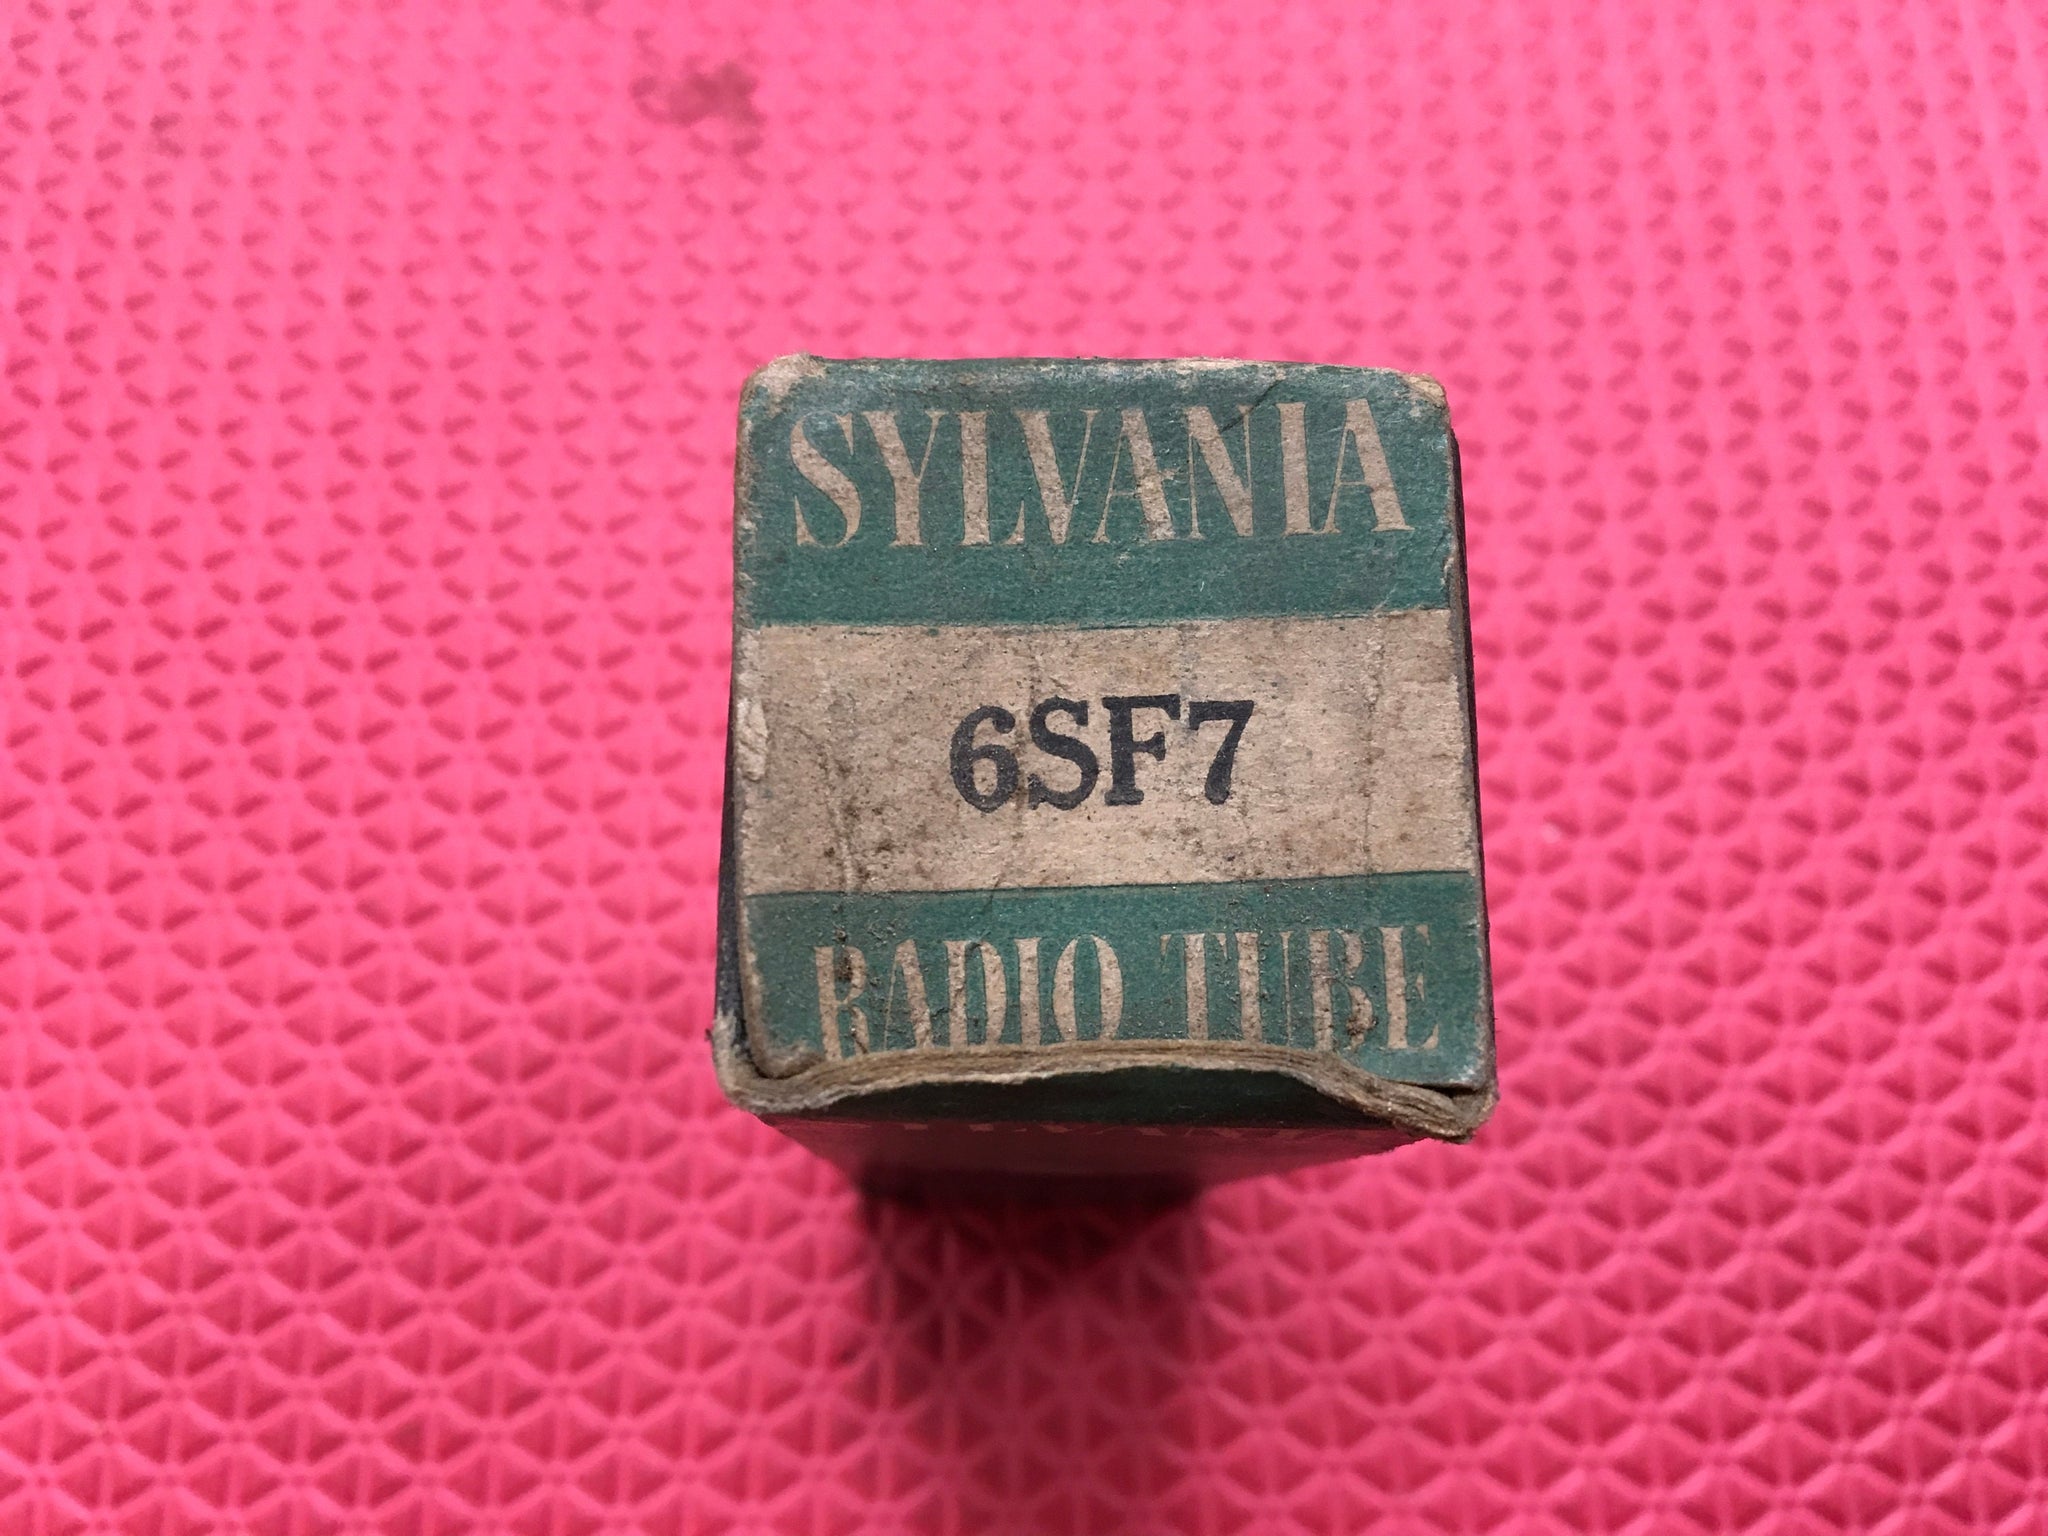 SYLVANIA
6SF7
RADIO TUBE